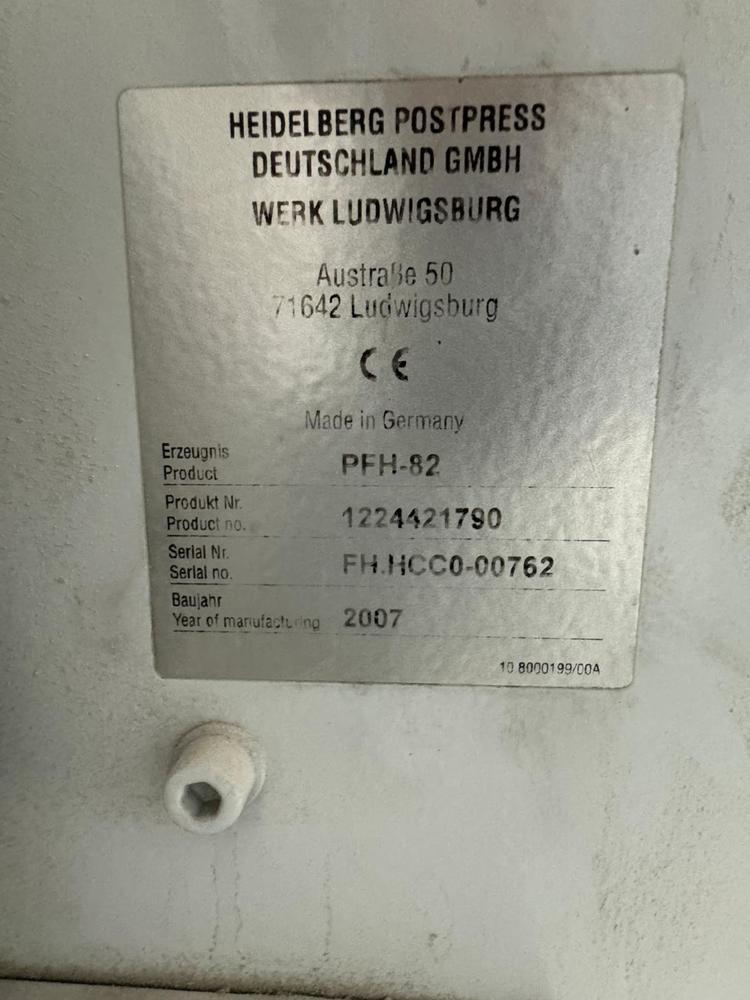 HEIDELBERG POSTPRESS
DEUTSCHLAND GMBH
WERK LUDWIGSBURG
Austraße 50
71642 Ludwigsburg
CE
Made in Germany
Erzeugnis
Product PFH-82
Produkt Nr.
Product no. 1224421790
Serial Nr.
Serial no. FH.HCC0-00762
Baujahr
Year of manufacturing 2007
10 8000199/00A